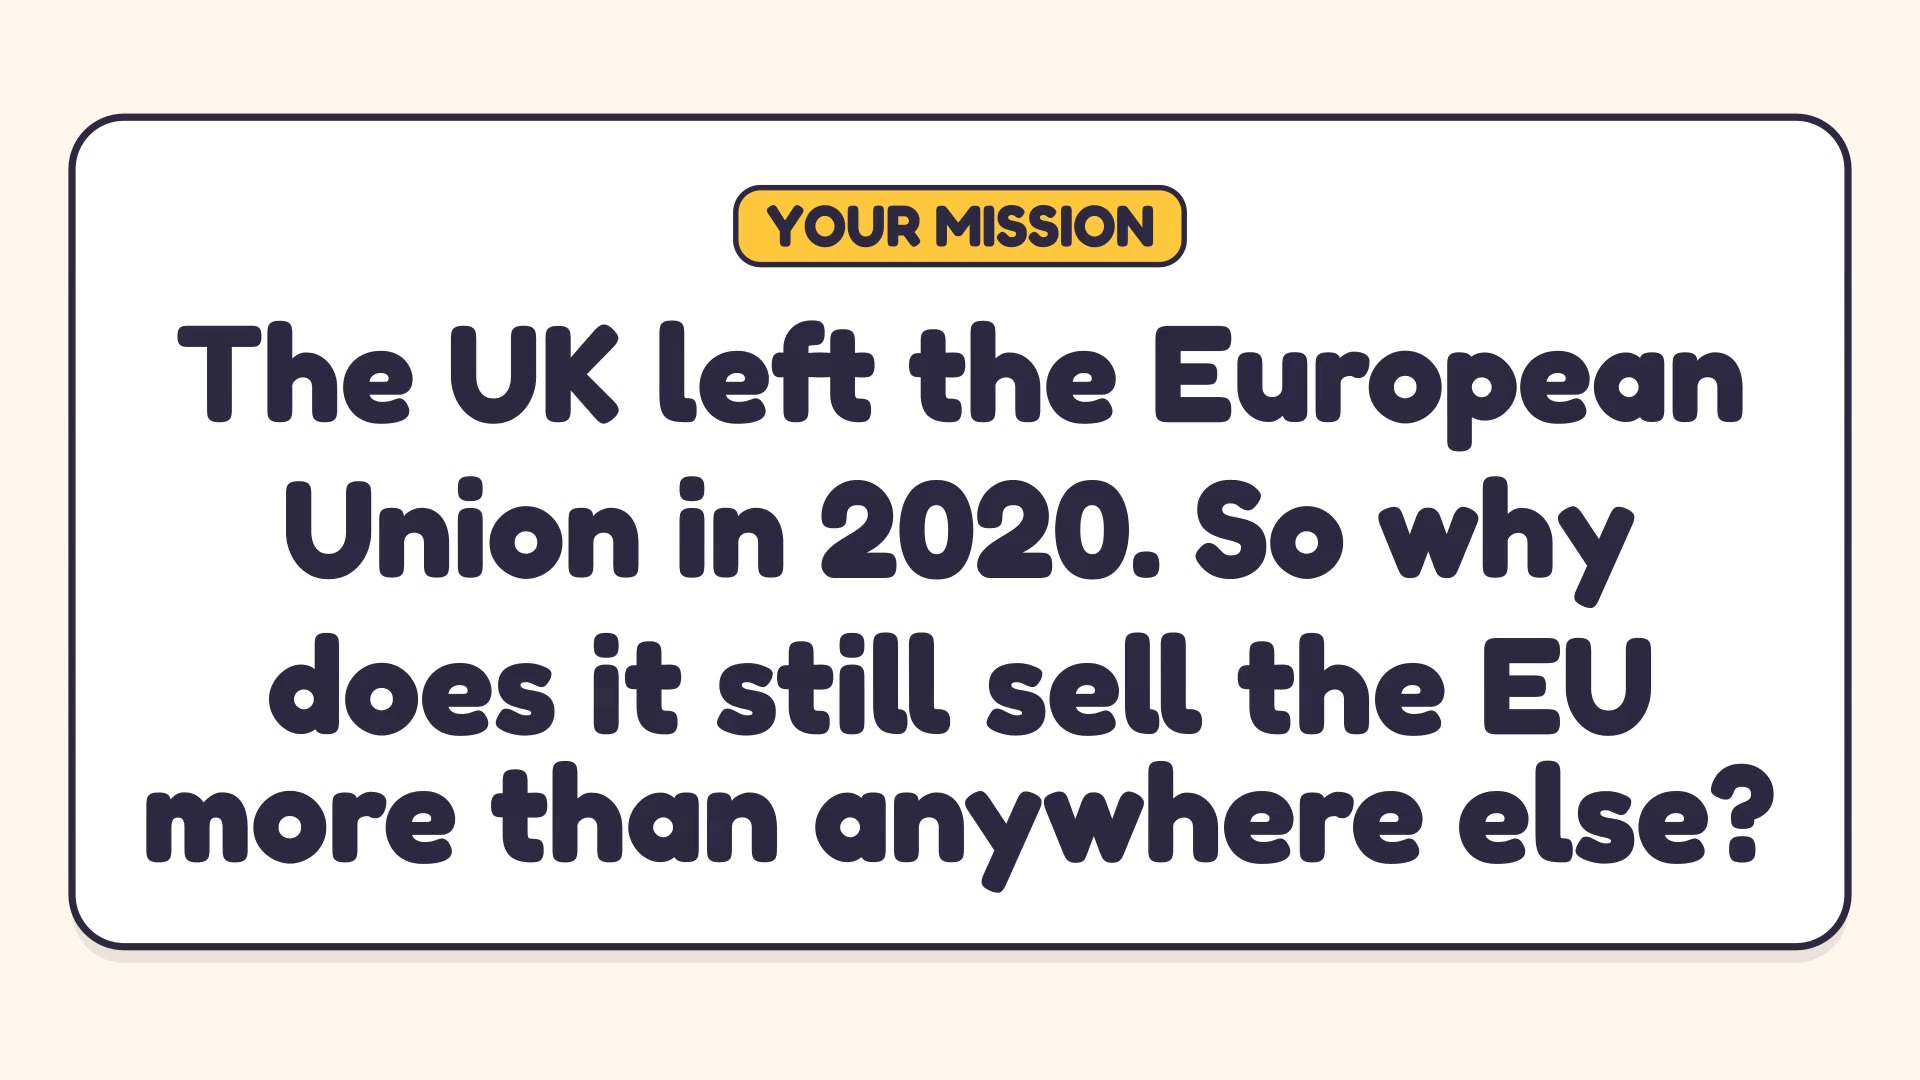 YOUR MISSION
The UK left the European
Union in 2020. So why
does it still sell the EU
more than anywhere else?